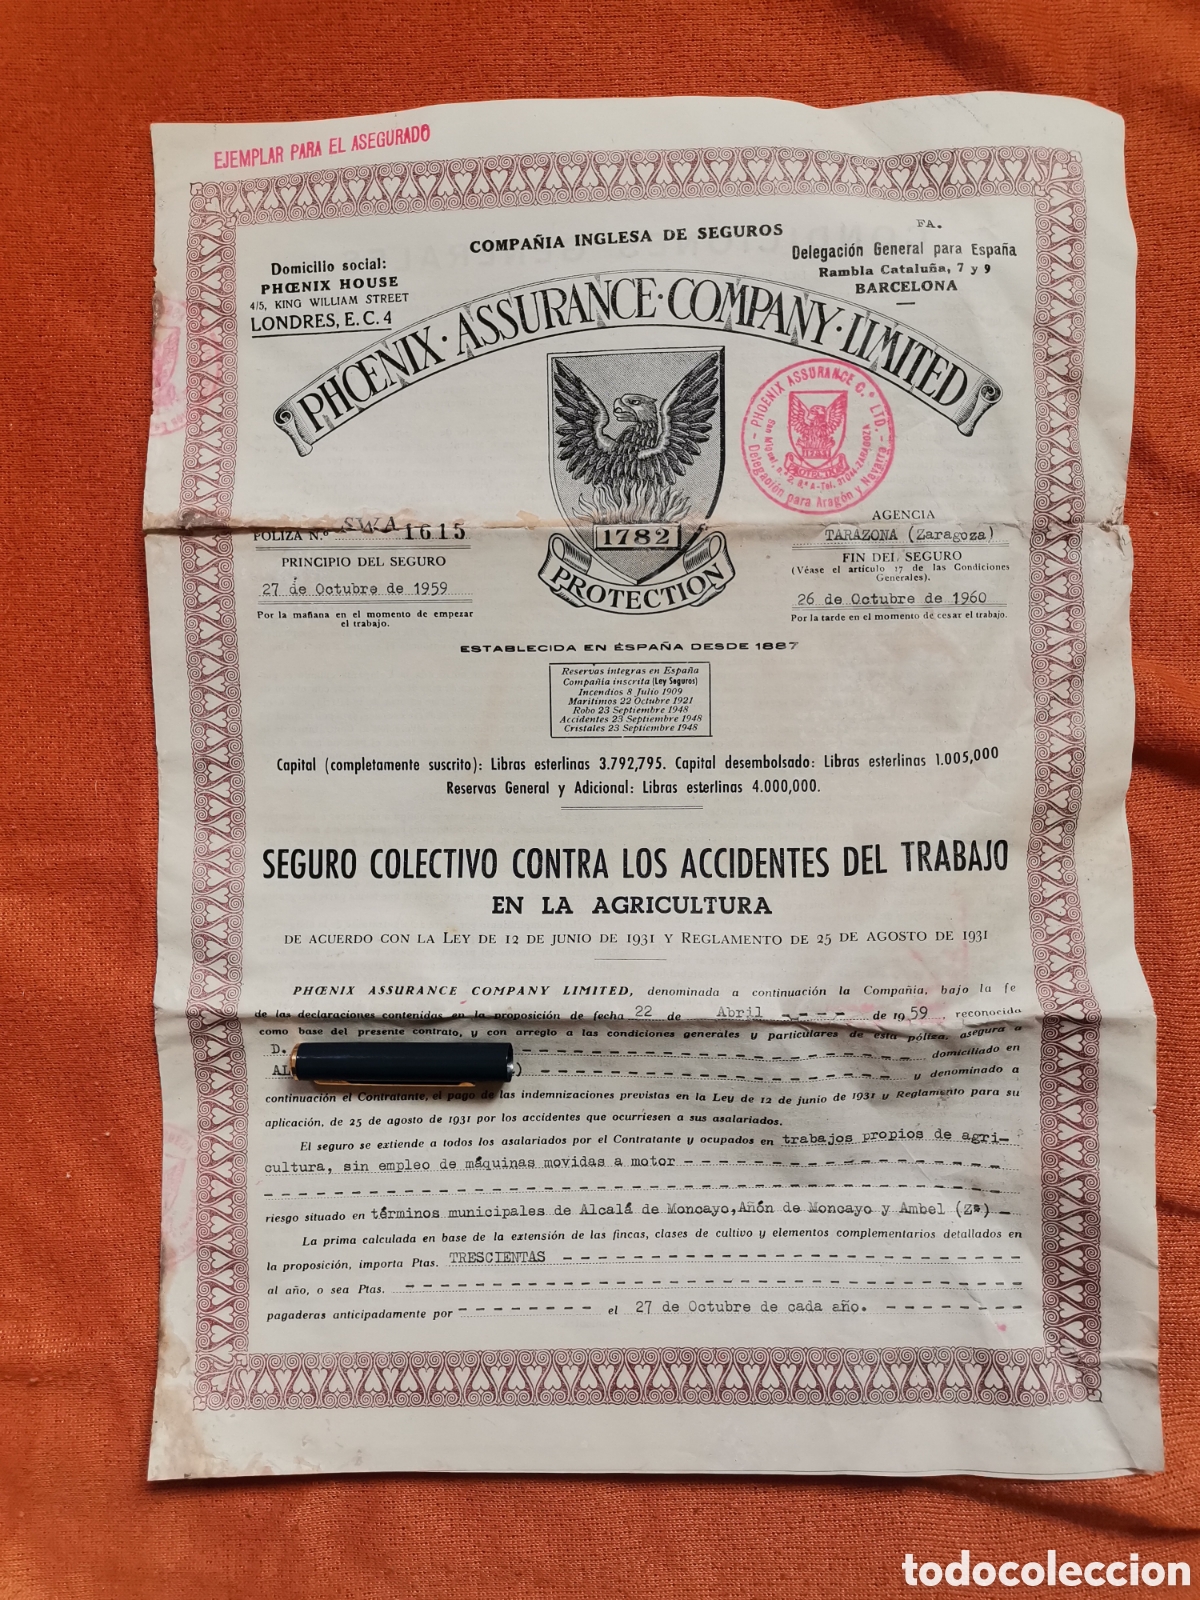 EJEMPLAR PARA EL ASEGURADO
FA.
COMPAÑIA INGLESA DE SEGUROS
Domicilio social:
PHŒNIX HOUSE
4/5, KING WILLIAM STREET
LONDRES, E. C. 4
Delegación General para España
Rambla Cataluña, 7 y 9
BARCELONA
PHŒNIX · ASSURANCE · COMPANY · LIMITED
PHOENIX ASSURANCE C.º LTD.
Delegación para Aragón y Navarra
1782
PROTECTION
POLIZA N.º SWA 1615
PRINCIPIO DEL SEGURO
27 de Octubre de 1959
Por la mañana en el momento de empezar
el trabajo.
AGENCIA
TARAZONA (Zaragoza)
FIN DEL SEGURO
(Véase el artículo 17 de las Condiciones
Generales).
26 de Octubre de 1960
Por la tarde en el momento de cesar el trabajo.
ESTABLECIDA EN ESPAÑA DESDE 1887
Reservas íntegras en España
Compañía inscrita (Ley Seguros)
Incendios 8 Julio 1909
Marítimos 22 Octubre 1921
Robo 23 Septiembre 1948
Accidentes 23 Septiembre 1948
Cristales 23 Septiembre 1948
Capital (completamente suscrito): Libras esterlinas 3.792,795. Capital desembolsado: Libras esterlinas 1.005,000
Reservas General y Adicional: Libras esterlinas 4.000,000.
SEGURO COLECTIVO CONTRA LOS ACCIDENTES DEL TRABAJO
EN LA AGRICULTURA
DE ACUERDO CON LA LEY DE 12 DE JUNIO DE 1931 Y REGLAMENTO DE 25 DE AGOSTO DE 1931
PHŒNIX ASSURANCE COMPANY LIMITED, denominada a continuación la Compañía, bajo la fe
de las declaraciones contenidas en la proposición de fecha 22 de Abril - - - - de 1959, reconocida
como base del presente contrato, y con arreglo a las condiciones generales y particulares de esta póliza, asegura a
D. domiciliado en
AL ) y denominado a
continuación el Contratante, el pago de las indemnizaciones previstas en la Ley de 12 de junio de 1931 y Reglamento para su
aplicación, de 25 de agosto de 1931 por los accidentes que ocurriesen a sus asalariados.
El seguro se extiende a todos los asalariados por el Contratante y ocupados en trabajos propios de agri-
cultura, sin empleo de máquinas movidas a motor
riesgo situado en términos municipales de Alcalá de Moncayo, Añón de Moncayo y Ambel (Zª) -
La prima calculada en base de la extensión de las fincas, clases de cultivo y elementos complementarios detallados en
la proposición, importa Ptas. TRESCIENTAS
al año, o sea Ptas.
pagaderas anticipadamente por - - - - - - - - el 27 de Octubre de cada año.
todocoleccion